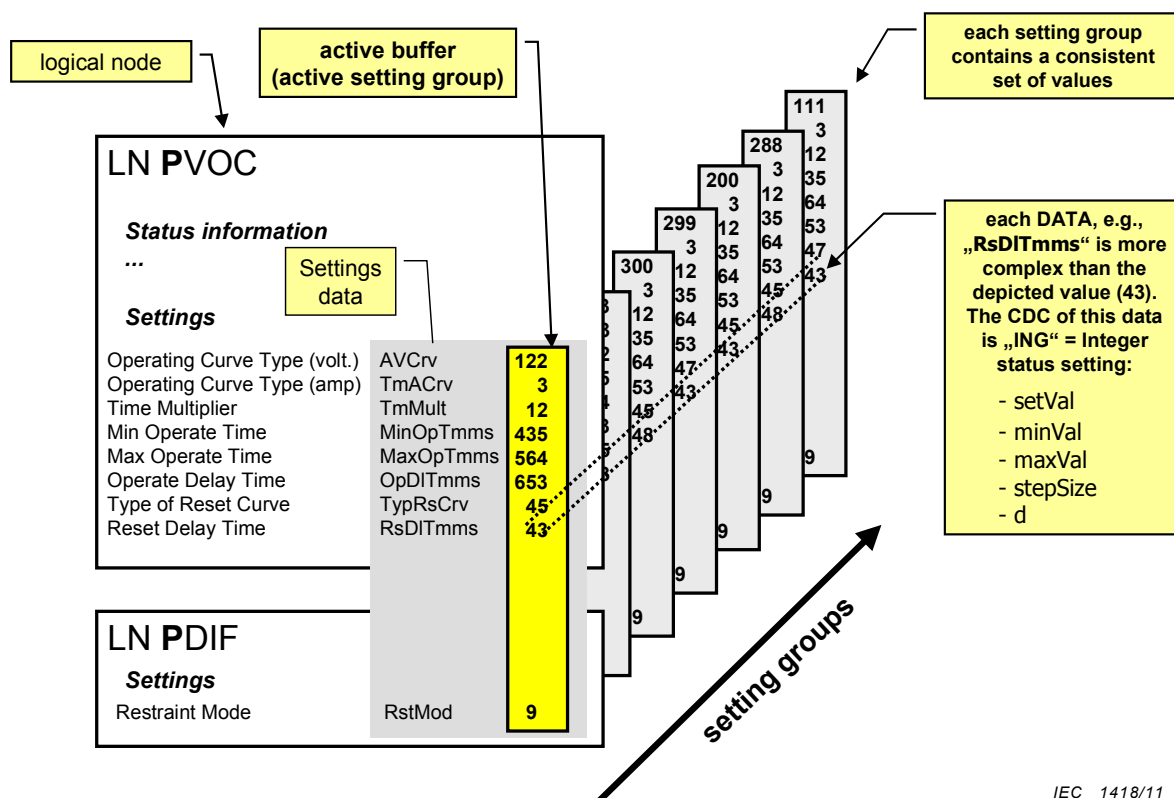 logical node
active buffer
(active setting group)
each setting group
contains a consistent
set of values
LN PVOC
Status information
...
Settings
data
Settings
Operating Curve Type (volt.) AVCrv 122
Operating Curve Type (amp) TmACrv 3
Time Multiplier TmMult 12
Min Operate Time MinOpTmms 435
Max Operate Time MaxOpTmms 564
Operate Delay Time OpDlTmms 653
Type of Reset Curve TypRsCrv 45
Reset Delay Time RsDlTmms 43
LN PDIF
Settings
Restraint Mode RstMod 9
300
3
12
35
64
53
45
48
9
299
3
12
35
64
53
47
43
9
200
3
12
35
64
53
45
43
9
288
3
12
35
64
53
45
48
9
111
3
12
35
64
53
47
43
9
each DATA, e.g.,
„RsDlTmms“ is more
complex than the
depicted value (43).
The CDC of this data
is „ING“ = Integer
status setting:
- setVal
- minVal
- maxVal
- stepSize
- d
setting groups
IEC 1418/11